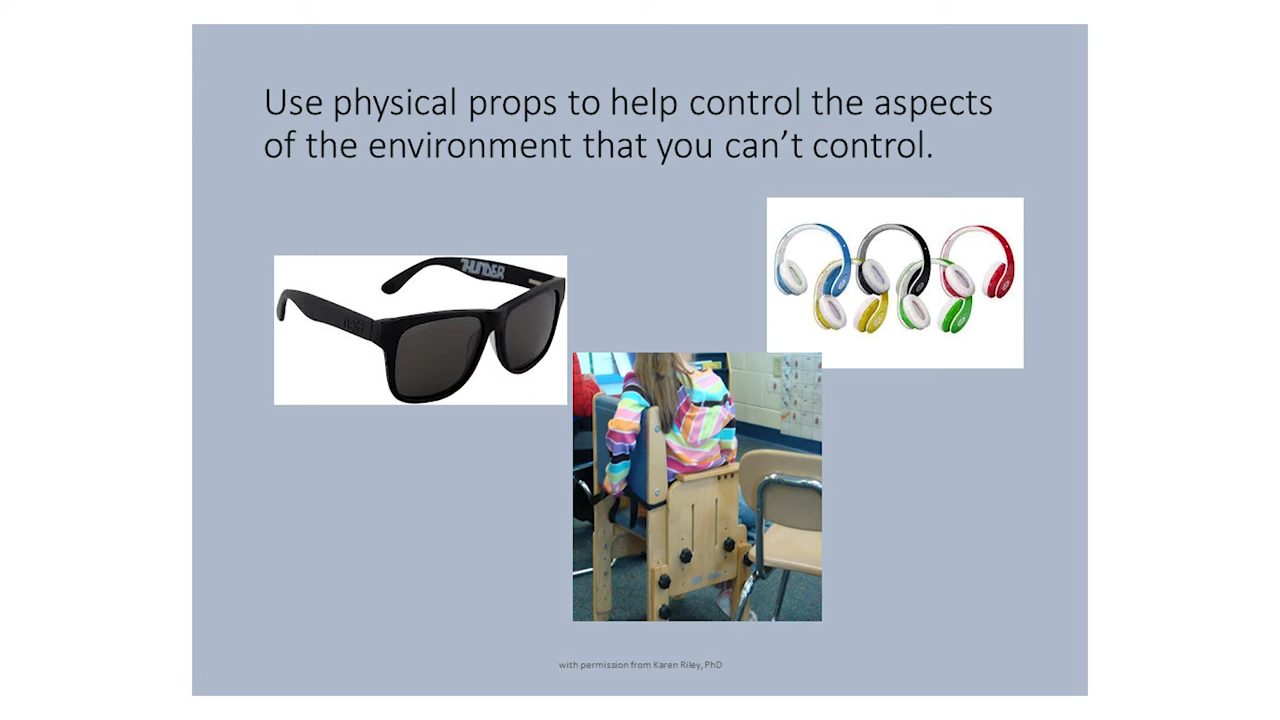 Use physical props to help control the aspects
of the environment that you can’t control.
THUNDER
with permission from Karen Riley, PhD